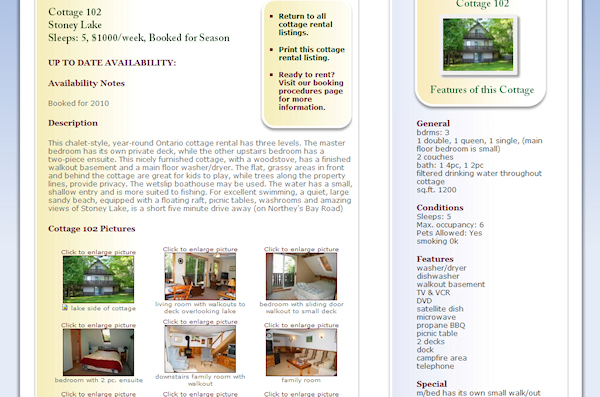 Cottage 102
Stoney Lake
Sleeps: 5, $1000/week, Booked for Season
UP TO DATE AVAILABILITY:
Availability Notes
Booked for 2010
Return to all
cottage rental
listings.
Print this cottage
rental listing.
Ready to rent?
Visit our booking
procedures page
for more
information.
Description
This chalet-style, year-round Ontario cottage rental has three levels. The master
bedroom has its own private deck, while the other upstairs bedroom has a
two-piece ensuite. This nicely furnished cottage, with a woodstove, has a finished
walkout basement and a main floor washer/dryer. The flat, grassy areas in front
and behind the cottage are great for kids to play, while trees along the property
lines, provide privacy. The wetslip boathouse may be used. The water has a small,
shallow entry and is more suited to fishing. For excellent swimming, a quiet, large
sandy beach, equipped with a floating raft, picnic tables, washrooms and amazing
views of Stoney Lake, is a short five minute drive away (on Northey's Bay Road)
Cottage 102 Pictures
Click to enlarge picture
lake side of cottage
Click to enlarge picture
living room with walkouts to
deck overlooking lake
Click to enlarge picture
bedroom with sliding door
walkout to small deck
Click to enlarge picture
bedroom wth 2 pc. ensuite
Click to enlarge picture
downstairs family room wth
walkout
Click to enlarge picture
family room
Click to enlarge picture
Click to enlarge picture
Click to enlarge picture
Cottage 102
Features of this Cottage
General
bdrms: 3
1 double, 1 queen, 1 single, (main
floor bedroom is small)
2 couches
bath: 1 4pc, 1 2pc
filtered drinking water throughout
cottage
sq.ft. 1200
Conditions
Sleeps: 5
Max. occupancy: 6
Pets Allowed: Yes
smoking 0k
Features
washer/dryer
dishwasher
walkout basement
TV & VCR
DVD
satellite dish
microwave
propane BBQ
picnic table
2 decks
dock
campfire area
telephone
Special
m/bed has its own small walk/out